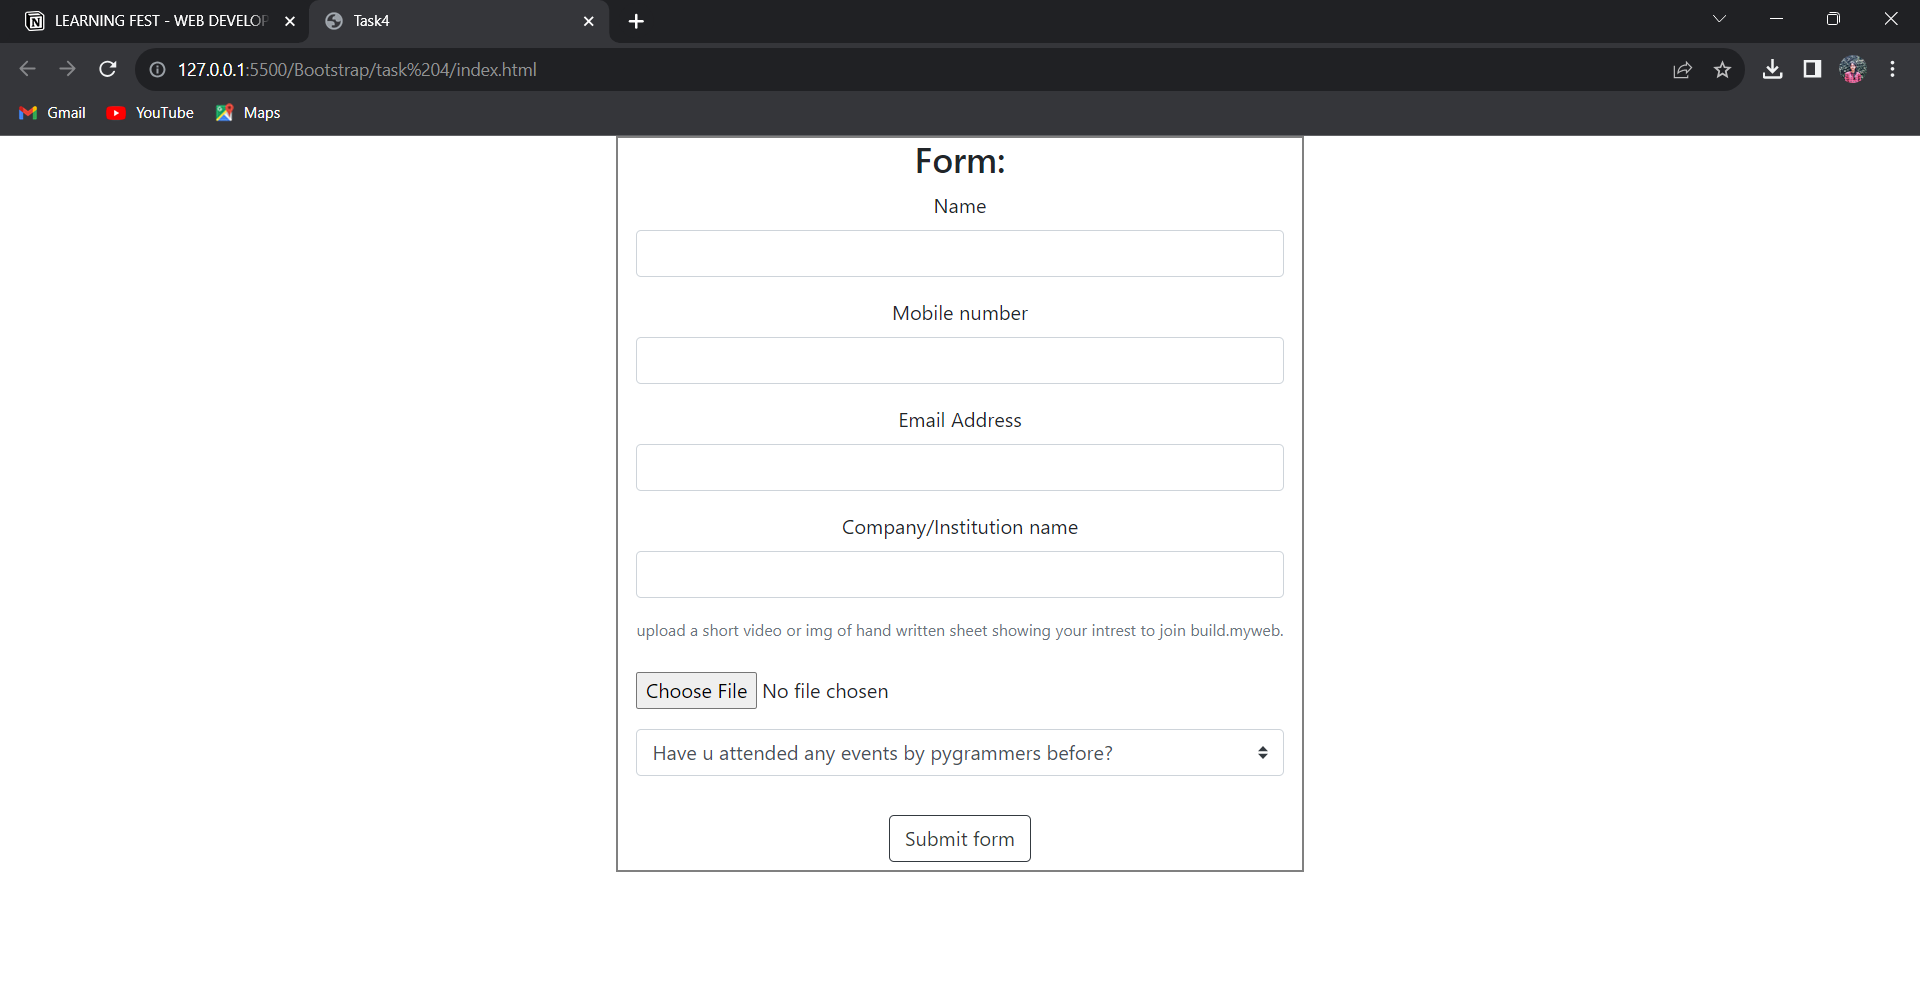 LEARNING FEST - WEB DEVELOP
Task4
127.0.0.1:5500/Bootstrap/task%204/index.html
Gmail
YouTube
Maps
Form:
Name
Mobile number
Email Address
Company/Institution name
upload a short video or img of hand written sheet showing your intrest to join build.myweb.
Choose File No file chosen
Have u attended any events by pygrammers before?
Submit form